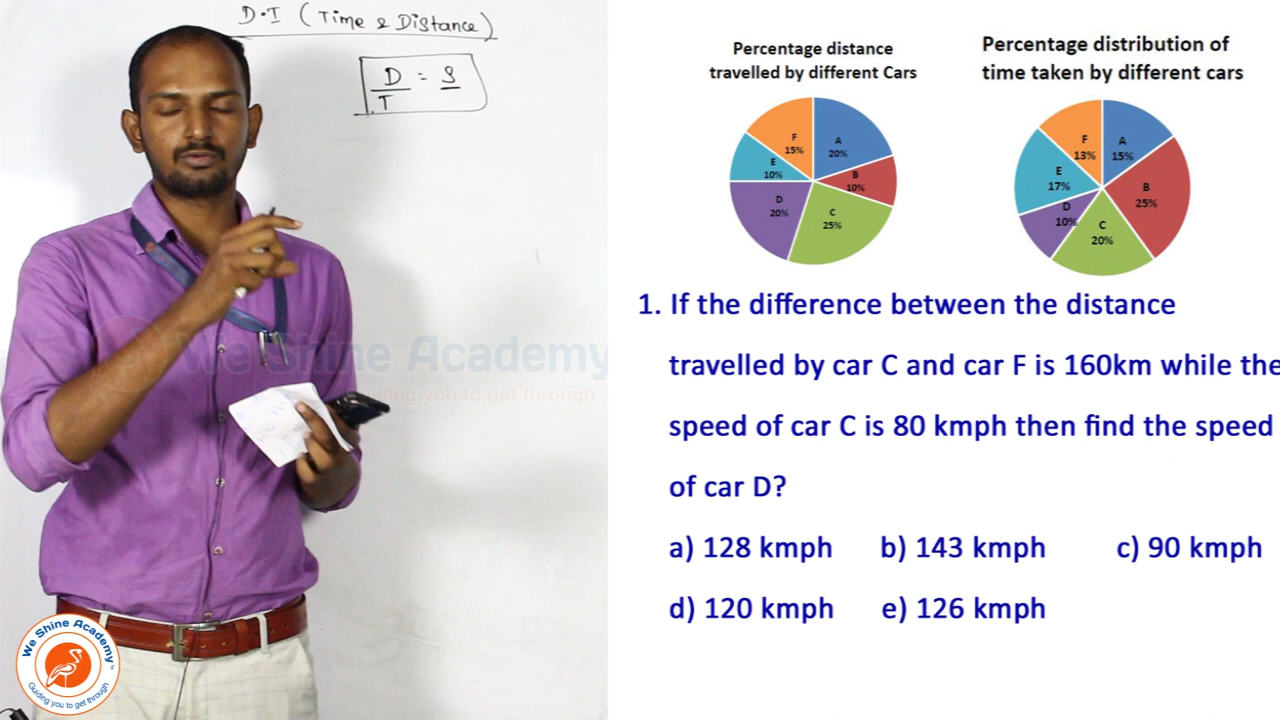 D.I (Time & Distance)
D/T = S
We Shine Academy
Guiding you to get through
Percentage distance
travelled by different Cars
A
20%
B
10%
C
25%
D
20%
E
10%
F
15%
Percentage distribution of
time taken by different cars
A
15%
B
25%
C
20%
D
10%
E
17%
F
13%
1. If the difference between the distance
travelled by car C and car F is 160km while the
speed of car C is 80 kmph then find the speed
of car D?
a) 128 kmph b) 143 kmph c) 90 kmph
d) 120 kmph e) 126 kmph
We Shine Academy
Guiding you to get through